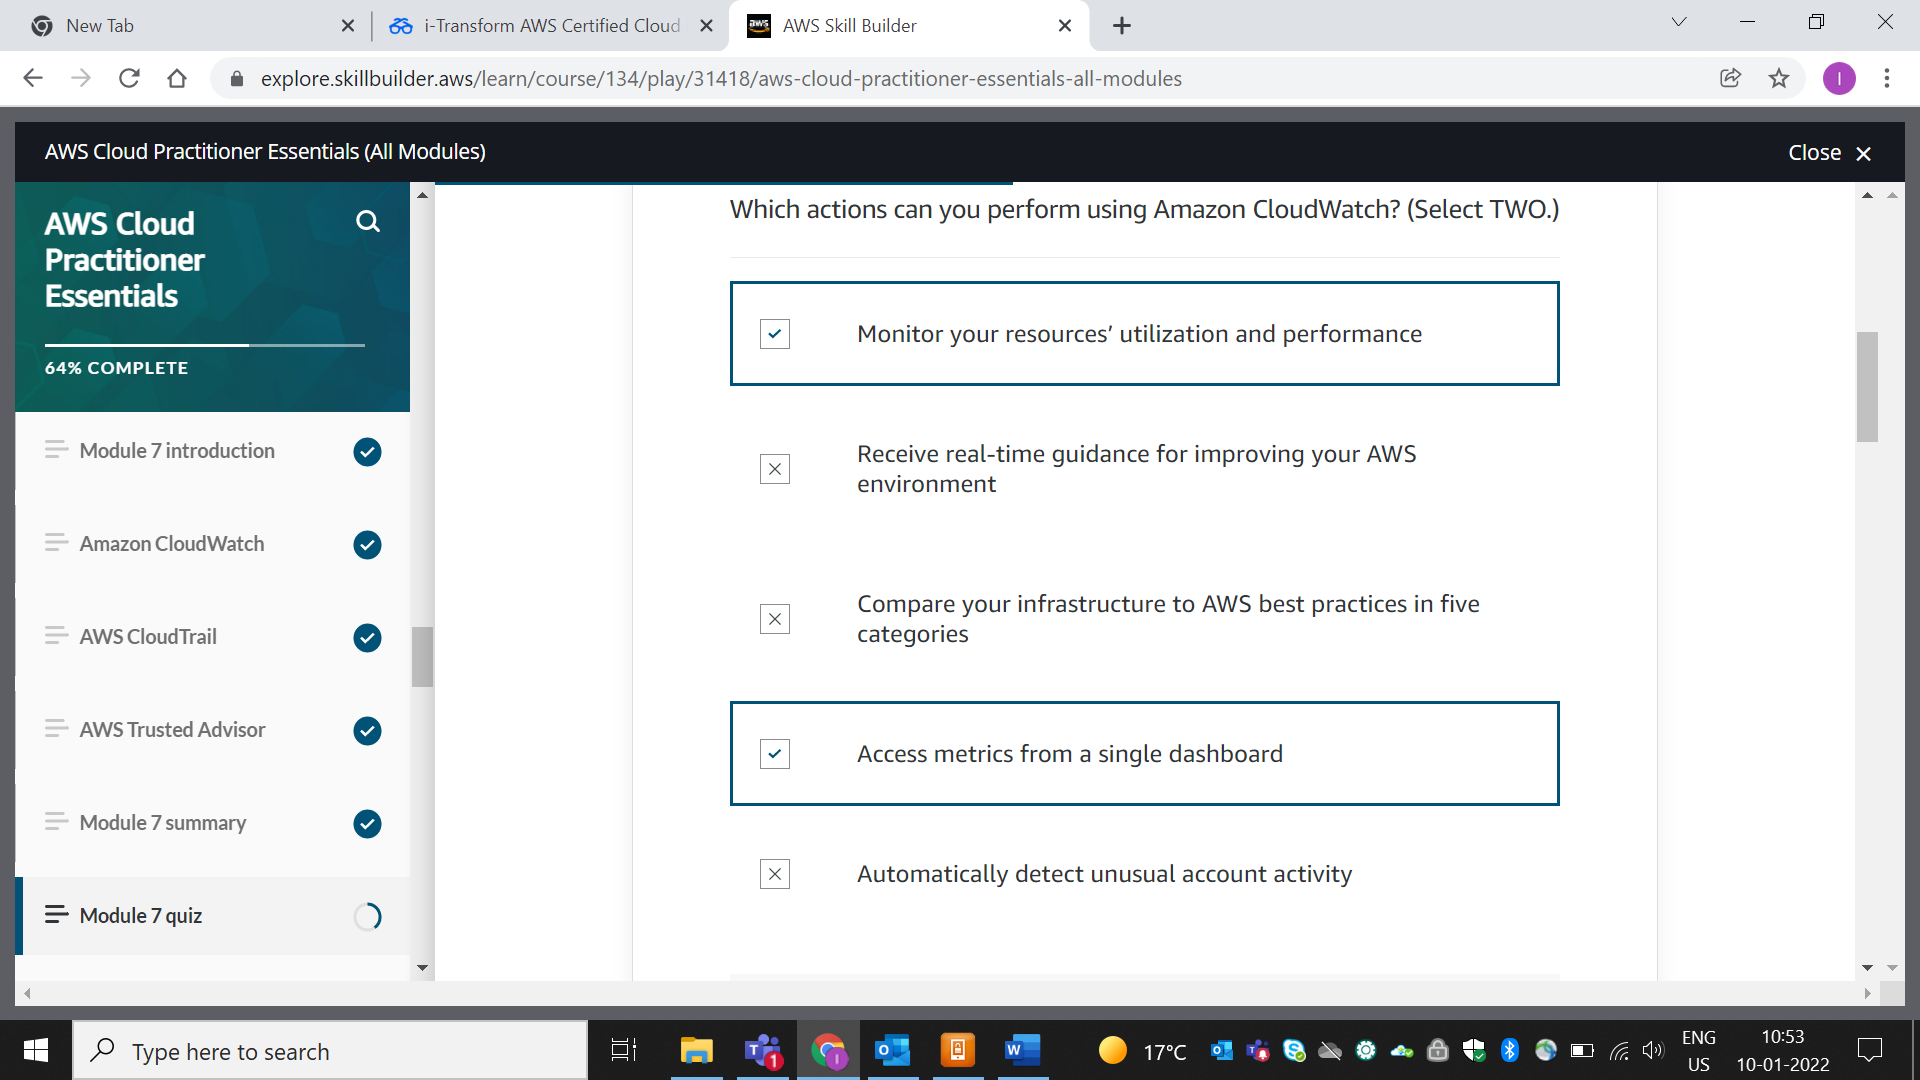 New Tab
i-Transform AWS Certified Cloud
aws
AWS Skill Builder
explore.skillbuilder.aws/learn/course/134/play/31418/aws-cloud-practitioner-essentials-all-modules
I
AWS Cloud Practitioner Essentials (All Modules)
Close
AWS Cloud
Practitioner
Essentials
64% COMPLETE
Module 7 introduction
Amazon CloudWatch
AWS CloudTrail
AWS Trusted Advisor
Module 7 summary
Module 7 quiz
Which actions can you perform using Amazon CloudWatch? (Select TWO.)
Monitor your resources’ utilization and performance
Receive real-time guidance for improving your AWS
environment
Compare your infrastructure to AWS best practices in five
categories
Access metrics from a single dashboard
Automatically detect unusual account activity
Type here to search
1
17°C
ENG
US
10:53
10-01-2022